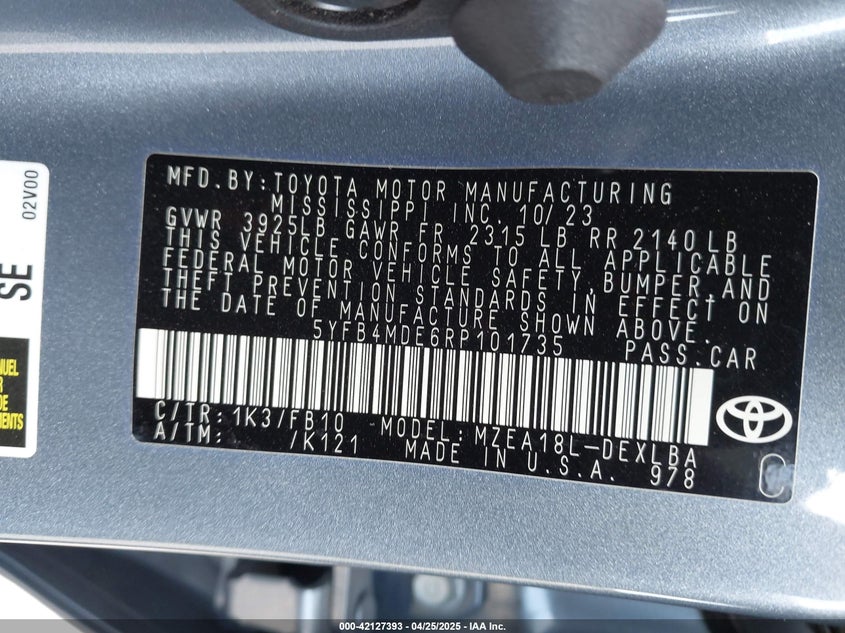 MFD.BY:TOYOTA MOTOR MANUFACTURING
MISSISSIPPI INC. 10/23
GVWR 3925LB GAWR FR 2315 LB RR 2140 LB
THIS VEHICLE CONFORMS TO ALL APPLICABLE
FEDERAL MOTOR VEHICLE SAFETY,BUMPER,AND
THEFT PREVENTION STANDARDS IN EFFECT ON
THE DATE OF MANUFACTURE SHOWN ABOVE.
5YFB4MDE6RP101735 PASS.CAR
C/TR:1K3/FB10 MODEL:MZEA18L-DEXLBA
A/TM: /K121 MADE IN U.S.A. 978
02V00
SE
000-42127393 / 04/25/2025 - IAA Inc.